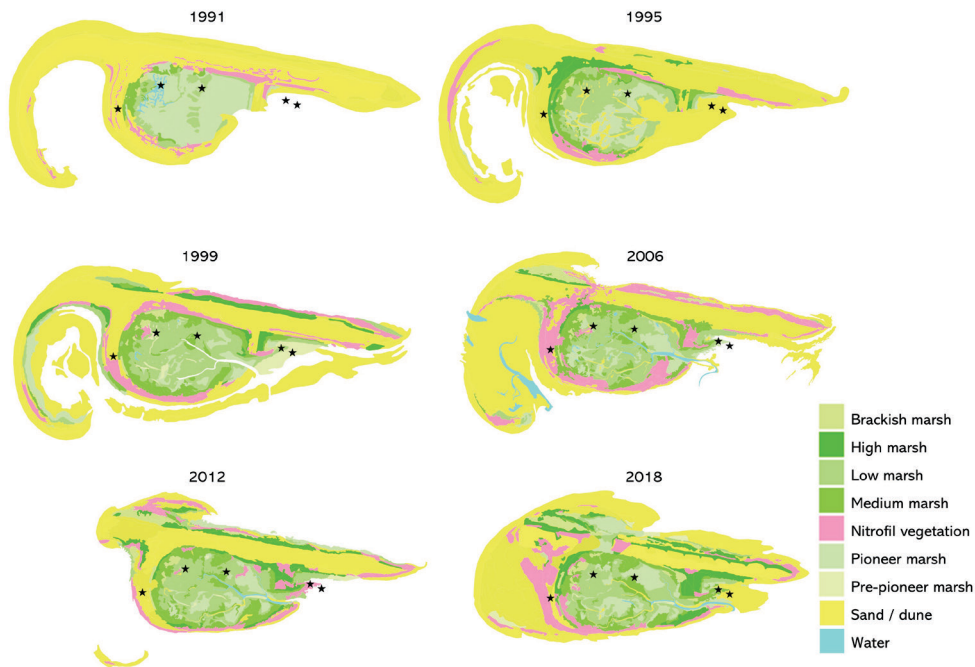 1991
1995
1999
2006
2012
2018
Brackish marsh
High marsh
Low marsh
Medium marsh
Nitrofil vegetation
Pioneer marsh
Pre-pioneer marsh
Sand / dune
Water